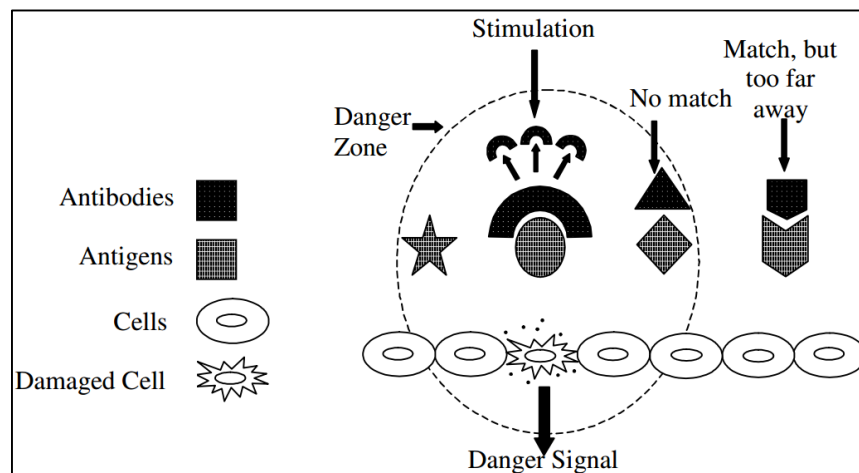 Stimulation
Match, but
too far
away
No match
Danger
Zone
Antibodies
Antigens
Cells
Damaged Cell
Danger Signal